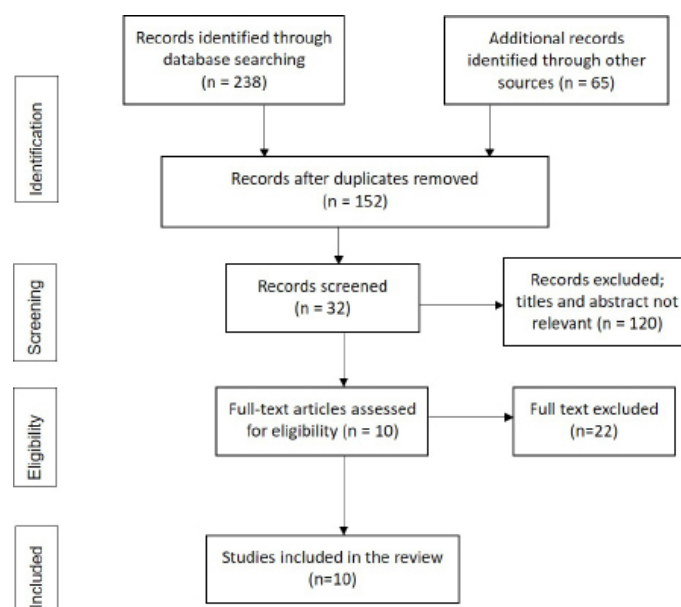 Records identified through
database searching
(n = 238)
Additional records
identified through other
sources (n = 65)
Identification
Records after duplicates removed
(n = 152)
Screening
Records screened
(n = 32)
Records excluded;
titles and abstract not
relevant (n = 120)
Eligibility
Full-text articles assessed
for eligibility (n = 10)
Full text excluded
(n=22)
Included
Studies included in the review
(n=10)